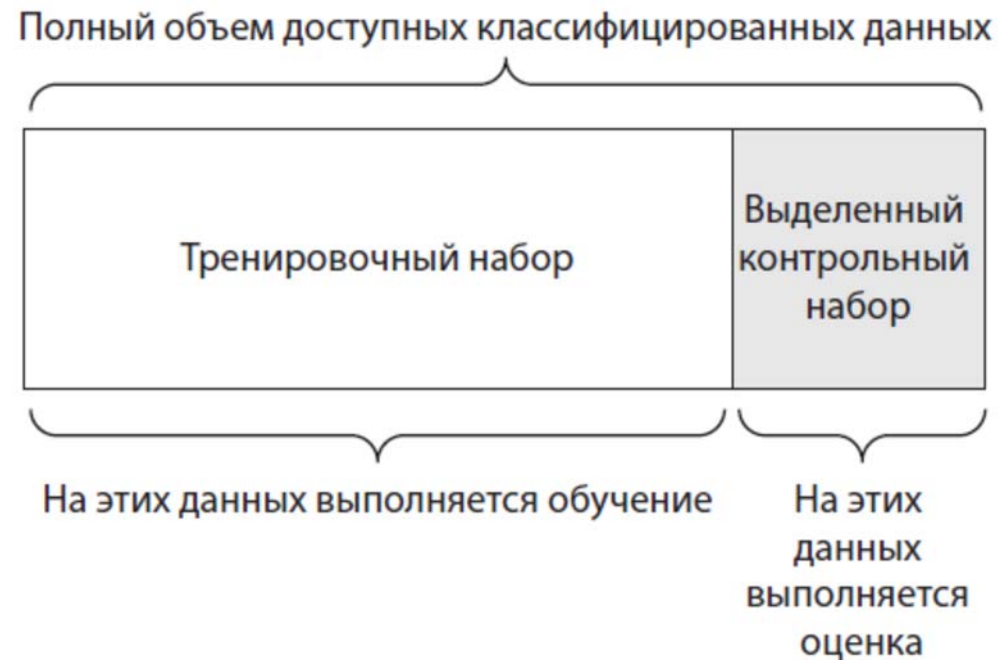 Полный объем доступных классифицированных данных
Тренировочный набор
Выделенный
контрольный
набор
На этих данных выполняется обучение
На этих
данных
выполняется
оценка